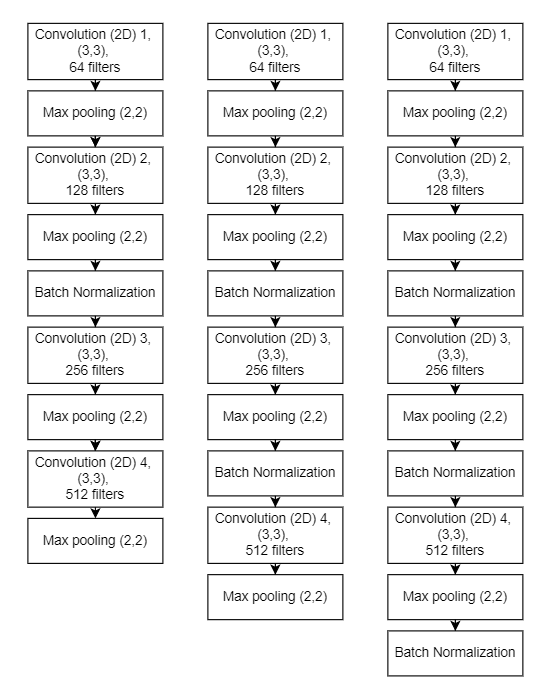 Convolution (2D) 1,
(3,3),
64 filters
Max pooling (2,2)
Convolution (2D) 2,
(3,3),
128 filters
Max pooling (2,2)
Batch Normalization
Convolution (2D) 3,
(3,3),
256 filters
Max pooling (2,2)
Convolution (2D) 4,
(3,3),
512 filters
Max pooling (2,2)
Convolution (2D) 1,
(3,3),
64 filters
Max pooling (2,2)
Convolution (2D) 2,
(3,3),
128 filters
Max pooling (2,2)
Batch Normalization
Convolution (2D) 3,
(3,3),
256 filters
Max pooling (2,2)
Batch Normalization
Convolution (2D) 4,
(3,3),
512 filters
Max pooling (2,2)
Convolution (2D) 1,
(3,3),
64 filters
Max pooling (2,2)
Convolution (2D) 2,
(3,3),
128 filters
Max pooling (2,2)
Batch Normalization
Convolution (2D) 3,
(3,3),
256 filters
Max pooling (2,2)
Batch Normalization
Convolution (2D) 4,
(3,3),
512 filters
Max pooling (2,2)
Batch Normalization